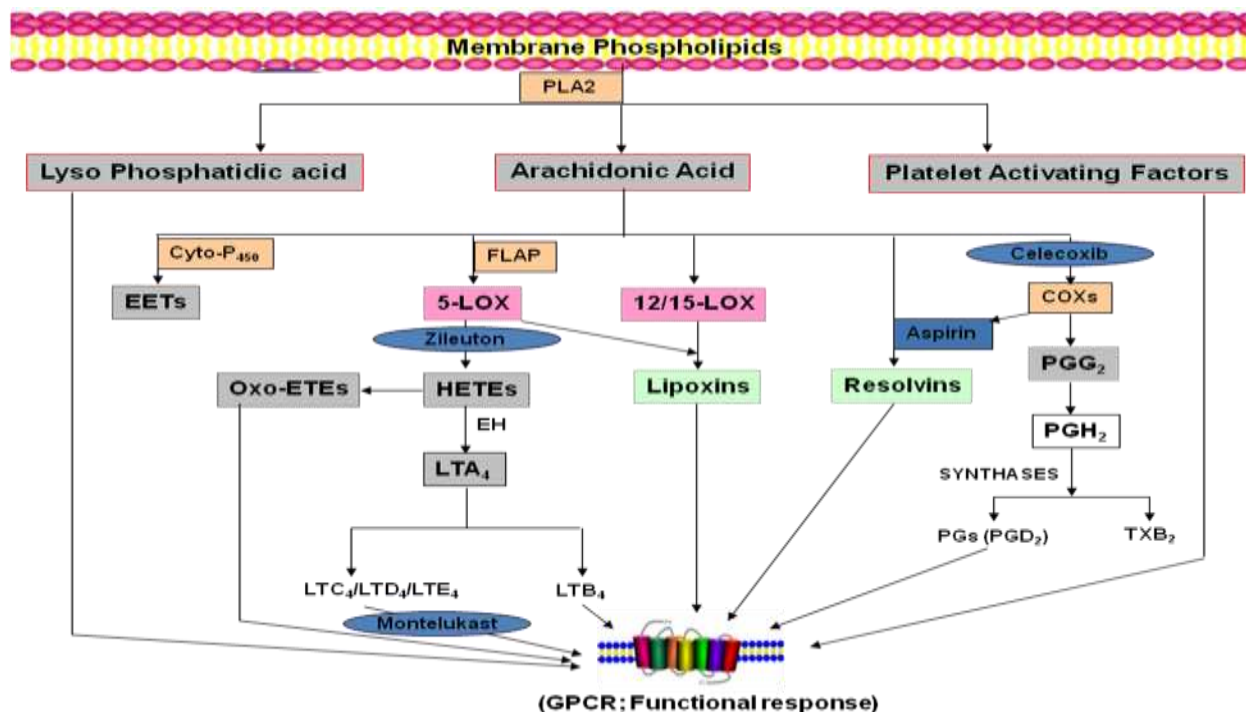 Membrane Phospholipids
PLA2
Lyso Phosphatidic acid
Arachidonic Acid
Platelet Activating Factors
Cyto-P₄₅₀
FLAP
Celecoxib
EETs
5-LOX
12/15-LOX
COXs
Zileuton
Aspirin
PGG₂
Oxo-ETEs
HETEs
Lipoxins
Resolvins
EH
PGH₂
LTA₄
SYNTHASES
PGs (PGD₂)
TXB₂
LTC₄/LTD₄/LTE₄
LTB₄
Montelukast
(GPCR; Functional response)